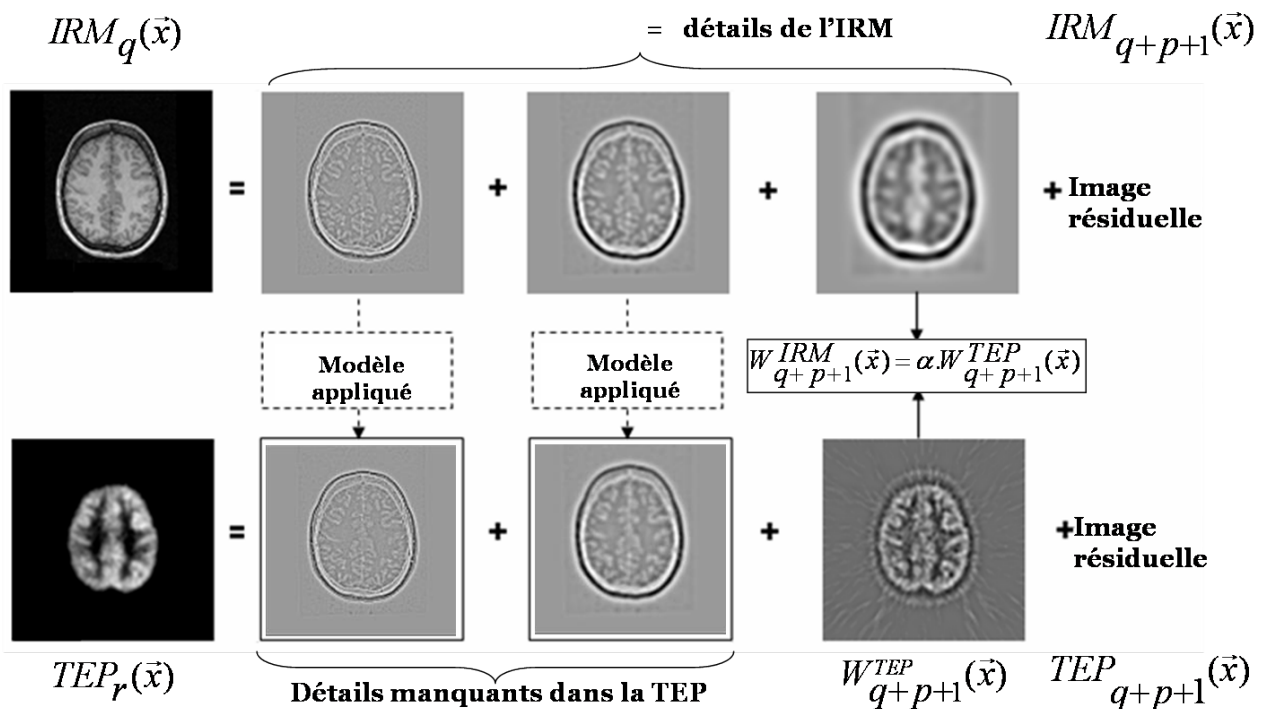 IRM_q(x⃗)
= détails de l'IRM
IRM_{q+p+1}(x⃗)
=
+
+
+ Image
résiduelle
Modèle
appliqué
Modèle
appliqué
W^{IRM}_{q+p+1}(x⃗) = α.W^{TEP}_{q+p+1}(x⃗)
=
+
+
+Image
résiduelle
TEP_r(x⃗)
Détails manquants dans la TEP
W^{TEP}_{q+p+1}(x⃗)
TEP_{q+p+1}(x⃗)